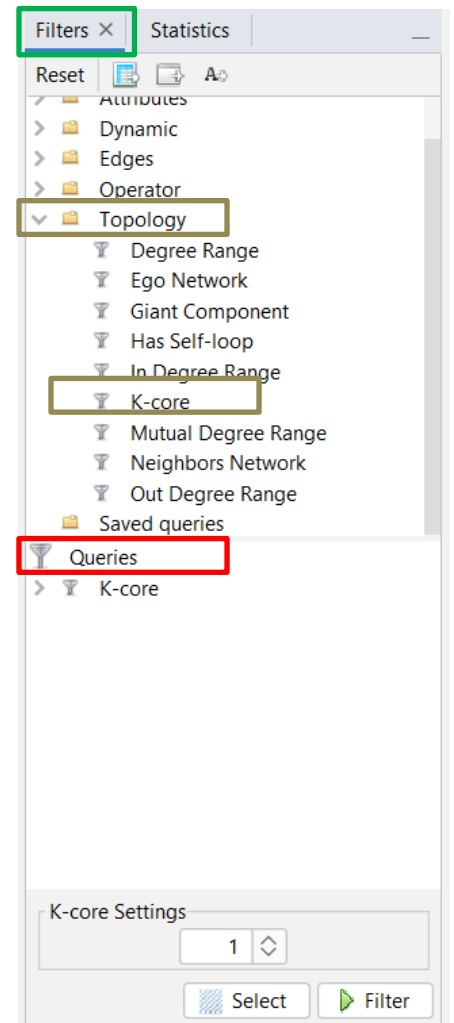 Filters × Statistics
Reset A
Attributes
Dynamic
Edges
Operator
Topology
Degree Range
Ego Network
Giant Component
Has Self-loop
In Degree Range
K-core
Mutual Degree Range
Neighbors Network
Out Degree Range
Saved queries
Queries
K-core
K-core Settings
1
Select Filter